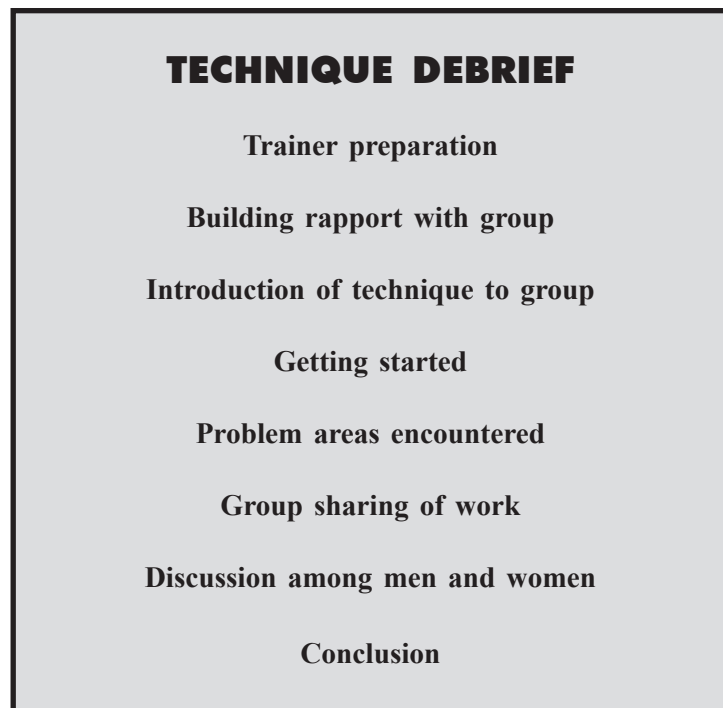 TECHNIQUE DEBRIEF
Trainer preparation
Building rapport with group
Introduction of technique to group
Getting started
Problem areas encountered
Group sharing of work
Discussion among men and women
Conclusion